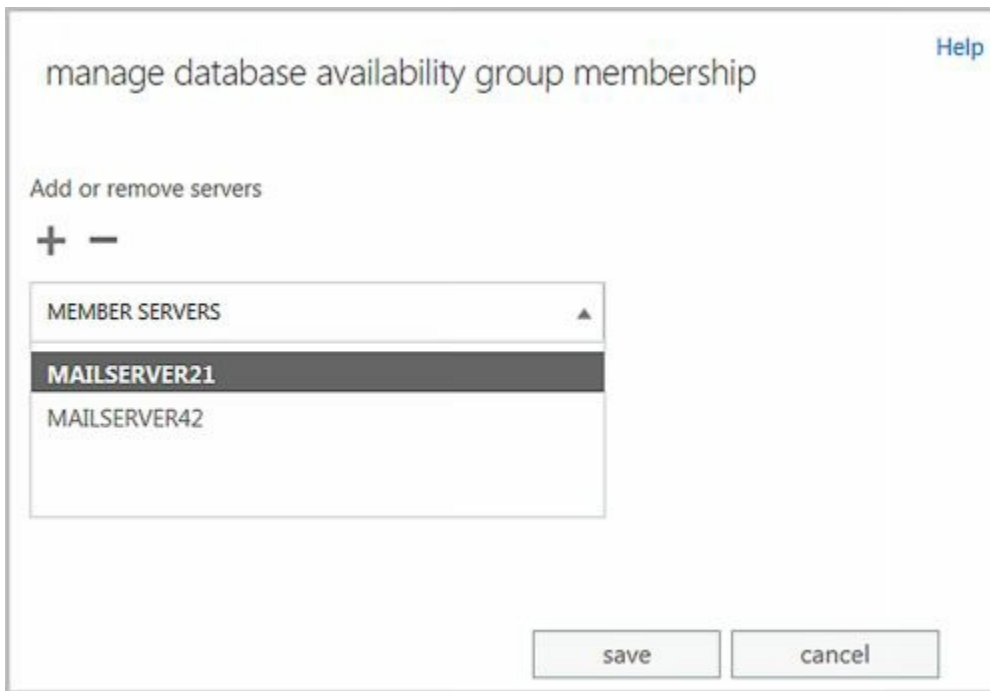 Help
manage database availability group membership
Add or remove servers
MEMBER SERVERS
MAILSERVER21
MAILSERVER42
save
cancel